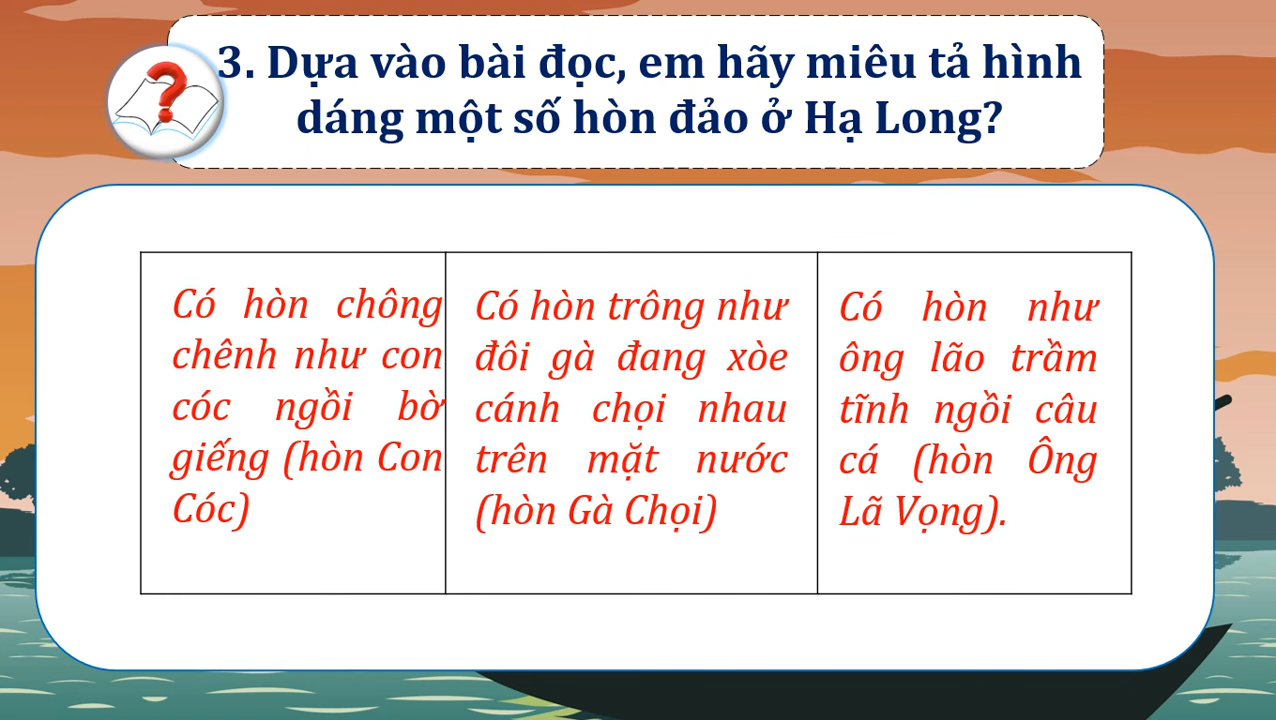 3. Dựa vào bài đọc, em hãy miêu tả hình
dáng một số hòn đảo ở Hạ Long?
Có hòn chông
chênh như con
cóc ngồi bờ
giếng (hòn Con
Cóc)
Có hòn trông như
đôi gà đang xòe
cánh chọi nhau
trên mặt nước
(hòn Gà Chọi)
Có hòn như
ông lão trầm
tĩnh ngồi câu
cá (hòn Ông
Lã Vọng).